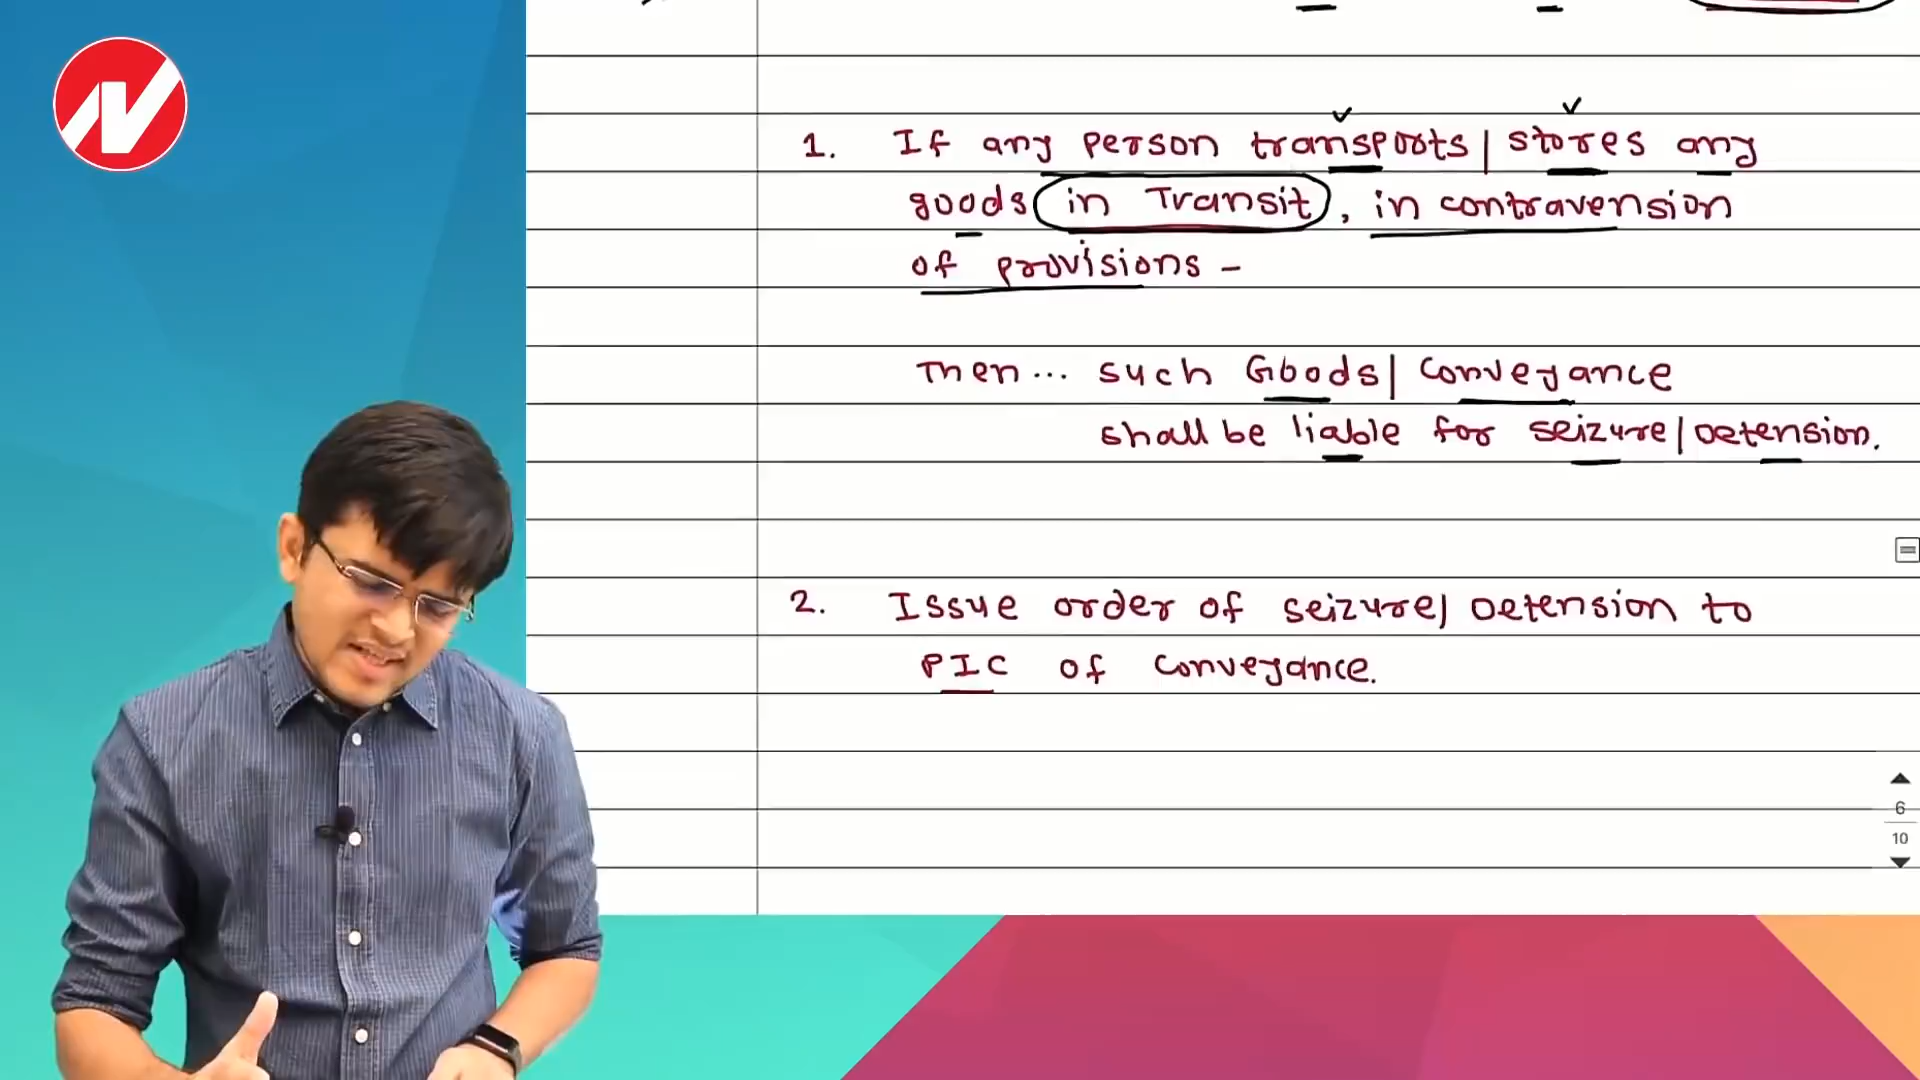 1. If any person transports/stores any
goods in Transit, in contravension
of provisions -
Then... such Goods/conveyance
shall be liable for seizure/Detension.
2. Issue order of seizure/Detension to
PIC of conveyance.
6
10